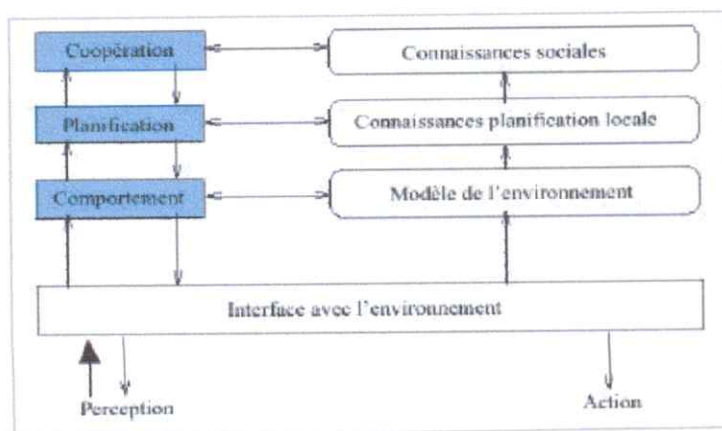 Coopération
Connaissances sociales
Planification
Connaissances planification locale
Comportement
Modèle de l'environnement
Interface avec l'environnement
Perception
Action